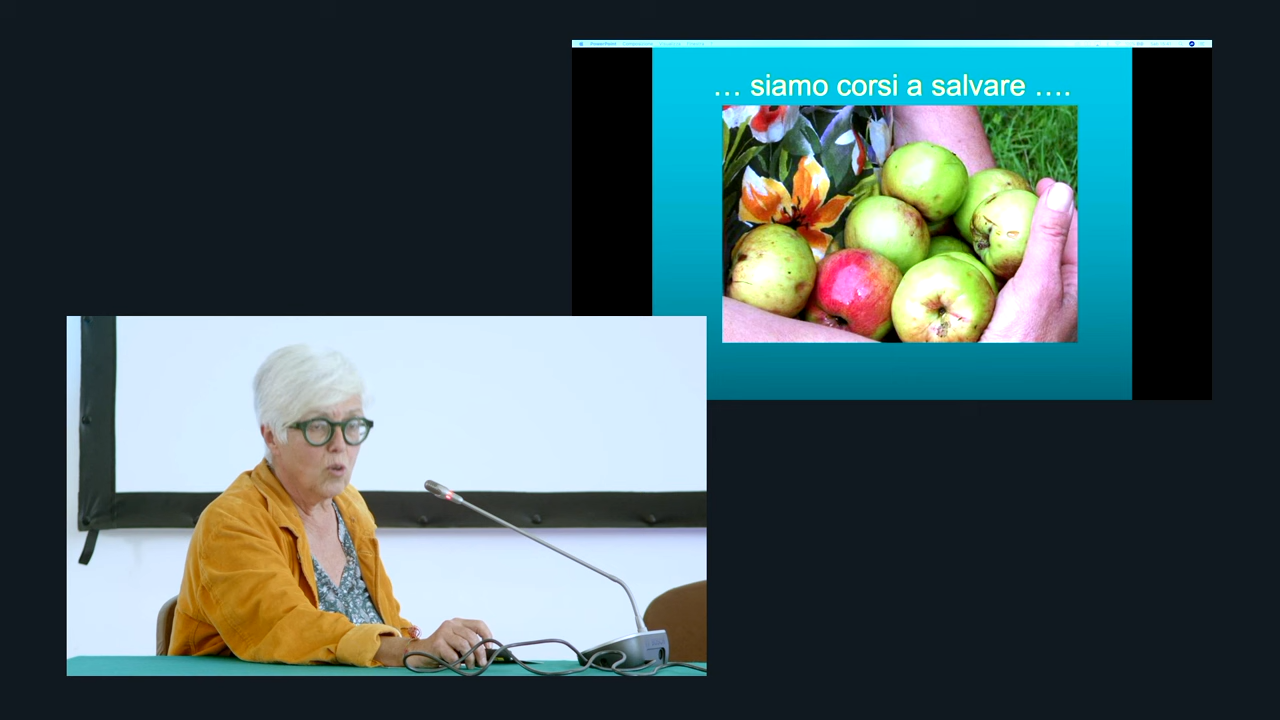 … siamo corsi a salvare ….